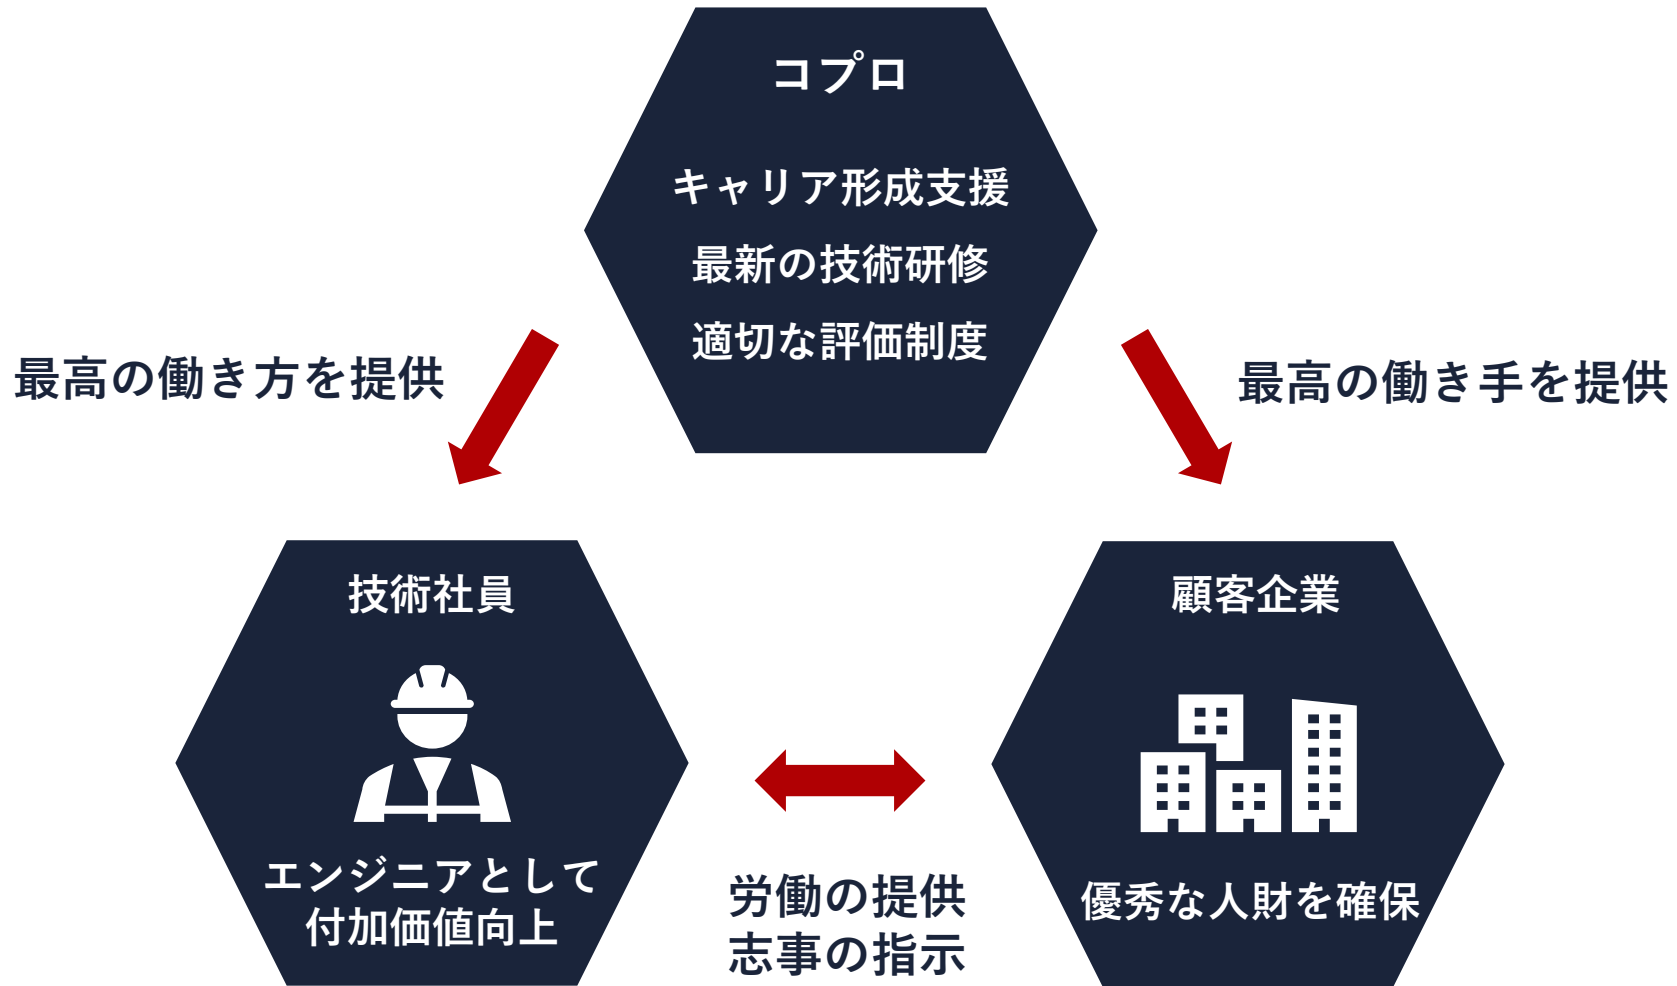 コプロ
キャリア形成支援
最新の技術研修
適切な評価制度
最高の働き方を提供
最高の働き手を提供
技術社員
エンジニアとして
付加価値向上
労働の提供
志事の指示
顧客企業
優秀な人財を確保